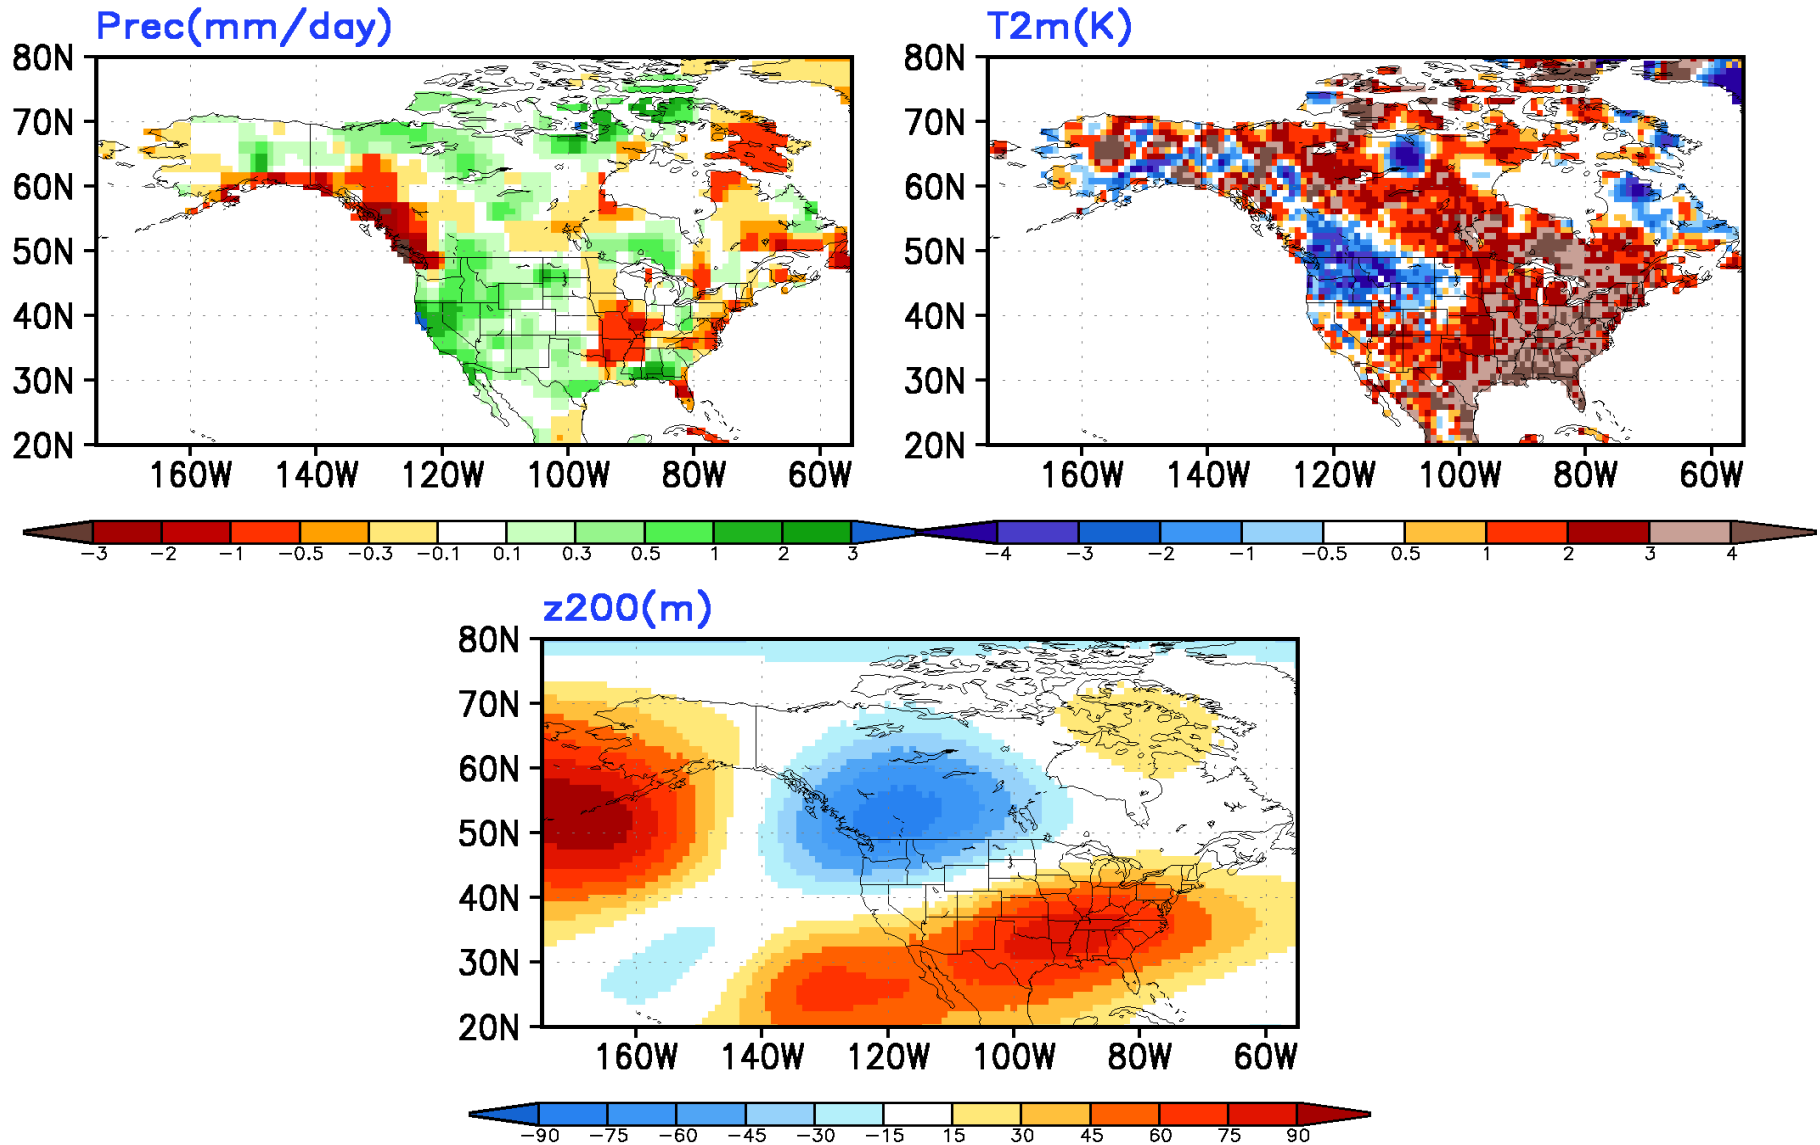 Prec(mm/day)
80N
70N
60N
50N
40N
30N
20N
160W 140W 120W 100W 80W 60W
-3 -2 -1 -0.5 -0.3 -0.1 0.1 0.3 0.5 1 2 3
T2m(K)
80N
70N
60N
50N
40N
30N
20N
160W 140W 120W 100W 80W 60W
-4 -3 -2 -1 -0.5 0.5 1 2 3 4
z200(m)
80N
70N
60N
50N
40N
30N
20N
160W 140W 120W 100W 80W 60W
-90 -75 -60 -45 -30 -15 15 30 45 60 75 90